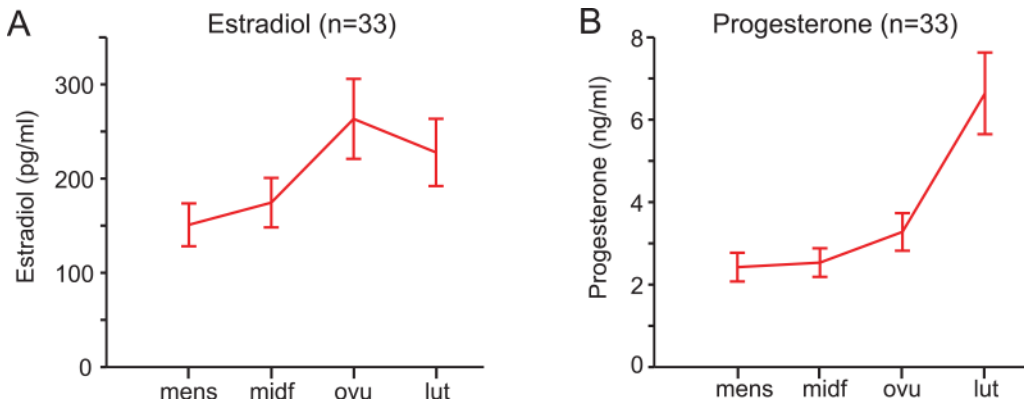 A
Estradiol (n=33)
Estradiol (pg/ml)
300
200
100
0
mens midf ovu lut
B
Progesterone (n=33)
Progesterone (ng/ml)
8
6
4
2
0
mens midf ovu lut